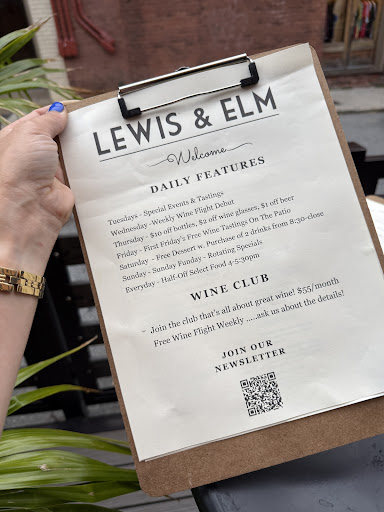 LEWIS & ELM
Welcome
DAILY FEATURES
Tuesdays - Special Events & Tastings
Wednesday -Weekly Wine Flight Debut
Thursday - $10 off bottles, $2 off wine glasses, $1 off beer
Friday - First Friday's Free Wine Tastings On The Patio
Saturday - Free Dessert w. Purchase of 2 drinks from 8:30-close
Sunday - Sunday Funday - Rotating Specials
Everyday - Half-Off Select Food 4-5:30pm
WINE CLUB
- Join the club that's all about great wine! $55/month
Free Wine Flight Weekly .....ask us about the details!
JOIN OUR
NEWSLETTER